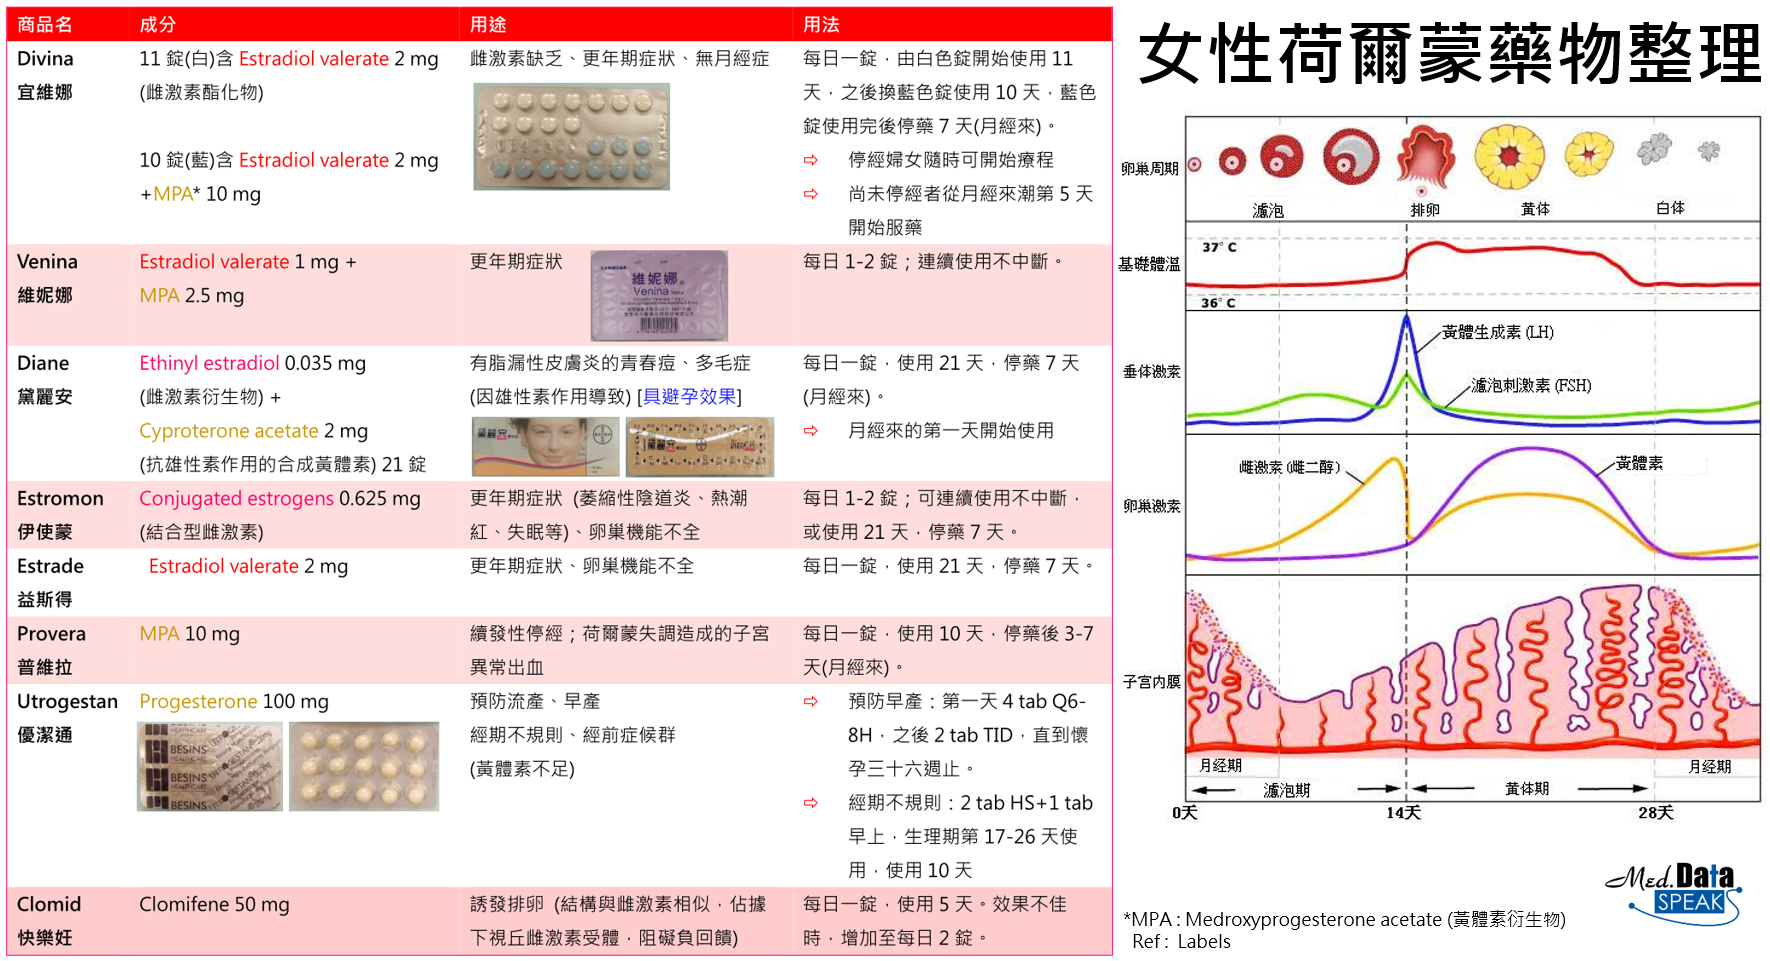 女性荷爾蒙藥物整理
商品名 成分 用途 用法
Divina 11 錠(白)含 Estradiol valerate 2 mg 雌激素缺乏、更年期症狀、無月經症 每日一錠，由白色錠開始使用 11
宜維娜 (雌激素酯化物) 天，之後換藍色錠使用 10 天，藍色
錠使用完後停藥 7 天(月經來)。
10 錠(藍)含 Estradiol valerate 2 mg ⇨ 停經婦女隨時可開始療程
+MPA* 10 mg ⇨ 尚未停經者從月經來潮第 5 天
開始服藥
Venina Estradiol valerate 1 mg + 更年期症狀 每日 1-2 錠；連續使用不中斷。
維妮娜 MPA 2.5 mg
維妮娜
Venina
Diane Ethinyl estradiol 0.035 mg 有脂漏性皮膚炎的青春痘、多毛症 每日一錠，使用 21 天，停藥 7 天
黛麗安 (雌激素衍生物) + (因雄性素作用導致) [具避孕效果] (月經來)。
Cyproterone acetate 2 mg ⇨ 月經來的第一天開始使用
(抗雄性素作用的合成黃體素) 21 錠
黛麗安
黛麗安 Diane
Estromon Conjugated estrogens 0.625 mg 更年期症狀 (萎縮性陰道炎、熱潮 每日 1-2 錠；可連續使用不中斷，
伊使蒙 (結合型雌激素) 紅、失眠等)、卵巢機能不全 或使用 21 天，停藥 7 天。
Estrade Estradiol valerate 2 mg 更年期症狀、卵巢機能不全 每日一錠，使用 21 天，停藥 7 天。
益斯得
Provera MPA 10 mg 續發性停經；荷爾蒙失調造成的子宮 每日一錠，使用 10 天，停藥後 3-7
普維拉 異常出血 天(月經來)。
Utrogestan Progesterone 100 mg 預防流產、早產 ⇨ 預防早產：第一天 4 tab Q6-
優潔通 經期不規則、經前症候群 8H，之後 2 tab TID，直到懷
(黃體素不足) 孕三十六週止。
⇨ 經期不規則：2 tab HS+1 tab
早上，生理期第 17-26 天使
用，使用 10 天
BESINS
HEALTHCARE
BESINS
HEALTHCARE
BESINS
Clomid Clomifene 50 mg 誘發排卵 (結構與雌激素相似，佔據 每日一錠，使用 5 天。效果不佳
快樂妊 下視丘雌激素受體，阻礙負回饋) 時，增加至每日 2 錠。
卵巢周期
濾泡 排卵 黃体 白体
37°C
基礎體溫
36°C
黃體生成素 (LH)
垂体激素
濾泡刺激素 (FSH)
雌激素 (雌二醇) 黃體素
卵巢激素
子宫内膜
月经期 月经期
濾泡期 黃体期
0天 14天 28天
Med.Data
SPEAKS
*MPA : Medroxyprogesterone acetate (黃體素衍生物)
Ref : Labels